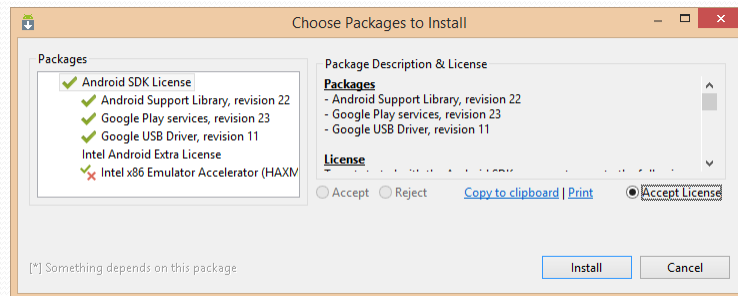 Choose Packages to Install
Packages
Android SDK License
Android Support Library, revision 22
Google Play services, revision 23
Google USB Driver, revision 11
Intel Android Extra License
Intel x86 Emulator Accelerator (HAXM
Package Description & License
Packages
- Android Support Library, revision 22
- Google Play services, revision 23
- Google USB Driver, revision 11
License
Accept Reject Copy to clipboard | Print Accept License
[*] Something depends on this package
Install Cancel